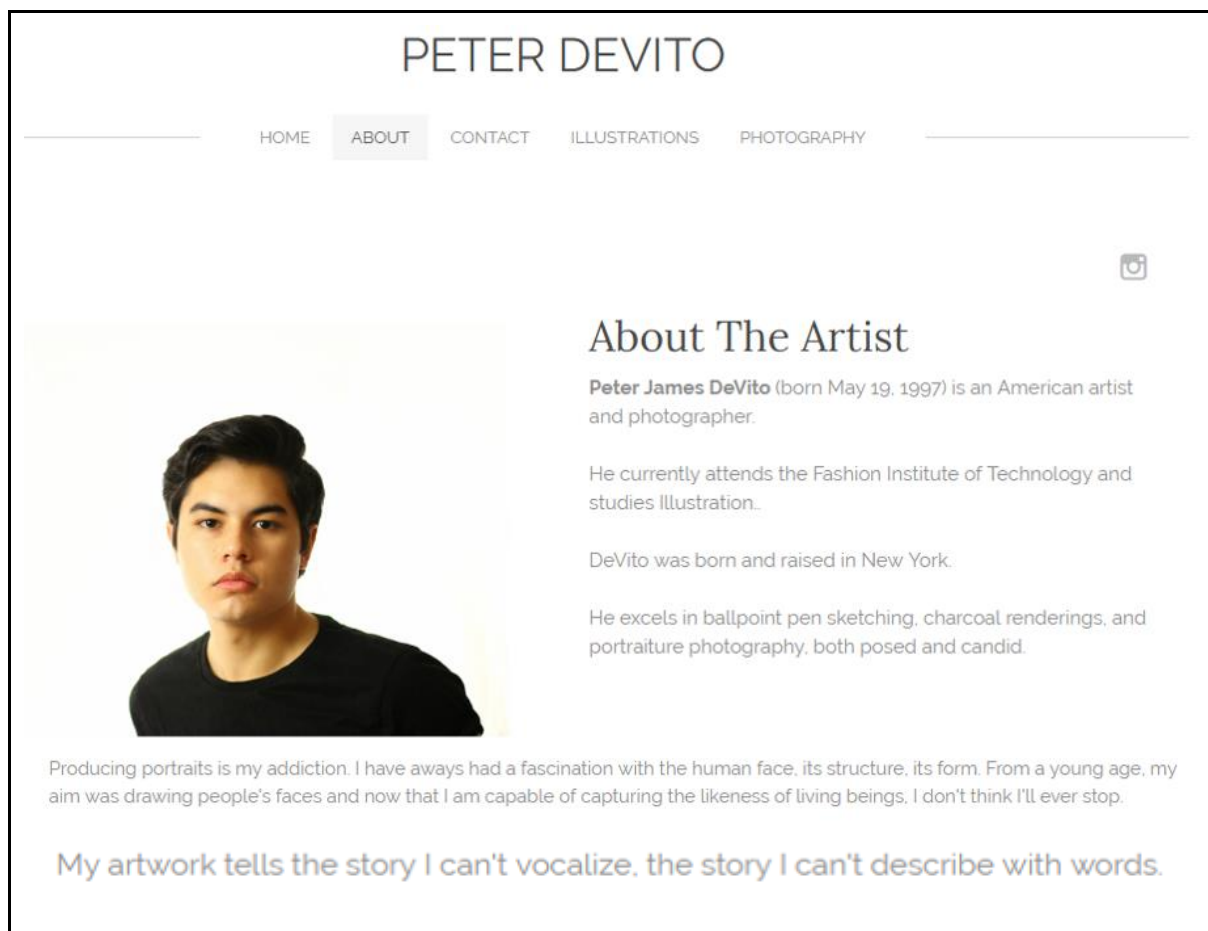 PETER DEVITO
HOME ABOUT CONTACT ILLUSTRATIONS PHOTOGRAPHY
About The Artist
Peter James DeVito (born May 19, 1997) is an American artist
and photographer.
He currently attends the Fashion Institute of Technology and
studies Illustration..
DeVito was born and raised in New York.
He excels in ballpoint pen sketching, charcoal renderings, and
portraiture photography, both posed and candid.
Producing portraits is my addiction. I have aways had a fascination with the human face, its structure, its form. From a young age, my
aim was drawing people's faces and now that I am capable of capturing the likeness of living beings, I don't think I'll ever stop.
My artwork tells the story I can't vocalize, the story I can't describe with words.